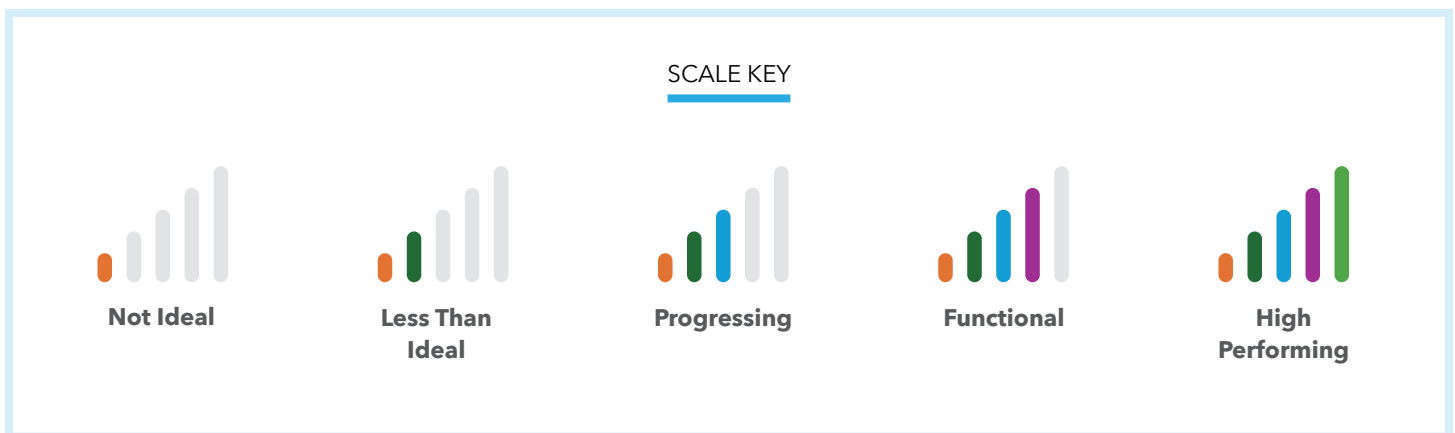 SCALE KEY
Not Ideal
Less Than
Ideal
Progressing
Functional
High
Performing